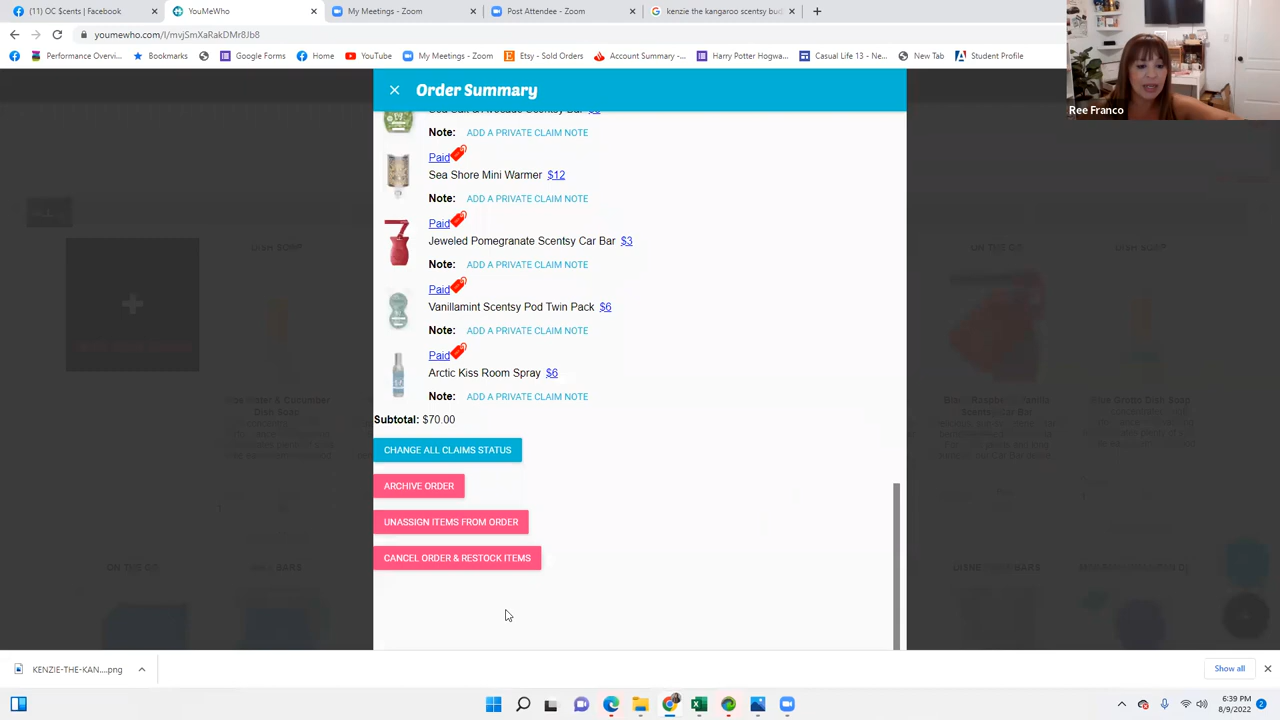 (11) OC $cents | Facebook
YouMeWho
My Meetings - Zoom
Post Attendee - Zoom
kenzie the kangaroo scentsy bud
youmewho.com/l/mvjSmXaRakDMr8Jb8
Performance Overvi...
Bookmarks
Google Forms
Home
YouTube
My Meetings - Zoom
Etsy - Sold Orders
Account Summary -...
Harry Potter Hogwa...
Casual Life 13 - Ne...
New Tab
Student Profile
Ree Franco
Order Summary
Note: ADD A PRIVATE CLAIM NOTE
Paid
Sea Shore Mini Warmer $12
Note: ADD A PRIVATE CLAIM NOTE
Paid
Jeweled Pomegranate Scentsy Car Bar $3
Note: ADD A PRIVATE CLAIM NOTE
Paid
Vanillamint Scentsy Pod Twin Pack $6
Note: ADD A PRIVATE CLAIM NOTE
Paid
Arctic Kiss Room Spray $6
Note: ADD A PRIVATE CLAIM NOTE
Subtotal: $70.00
CHANGE ALL CLAIMS STATUS
ARCHIVE ORDER
UNASSIGN ITEMS FROM ORDER
CANCEL ORDER & RESTOCK ITEMS
KENZIE-THE-KAN....png
Show all
6:39 PM
8/9/2022